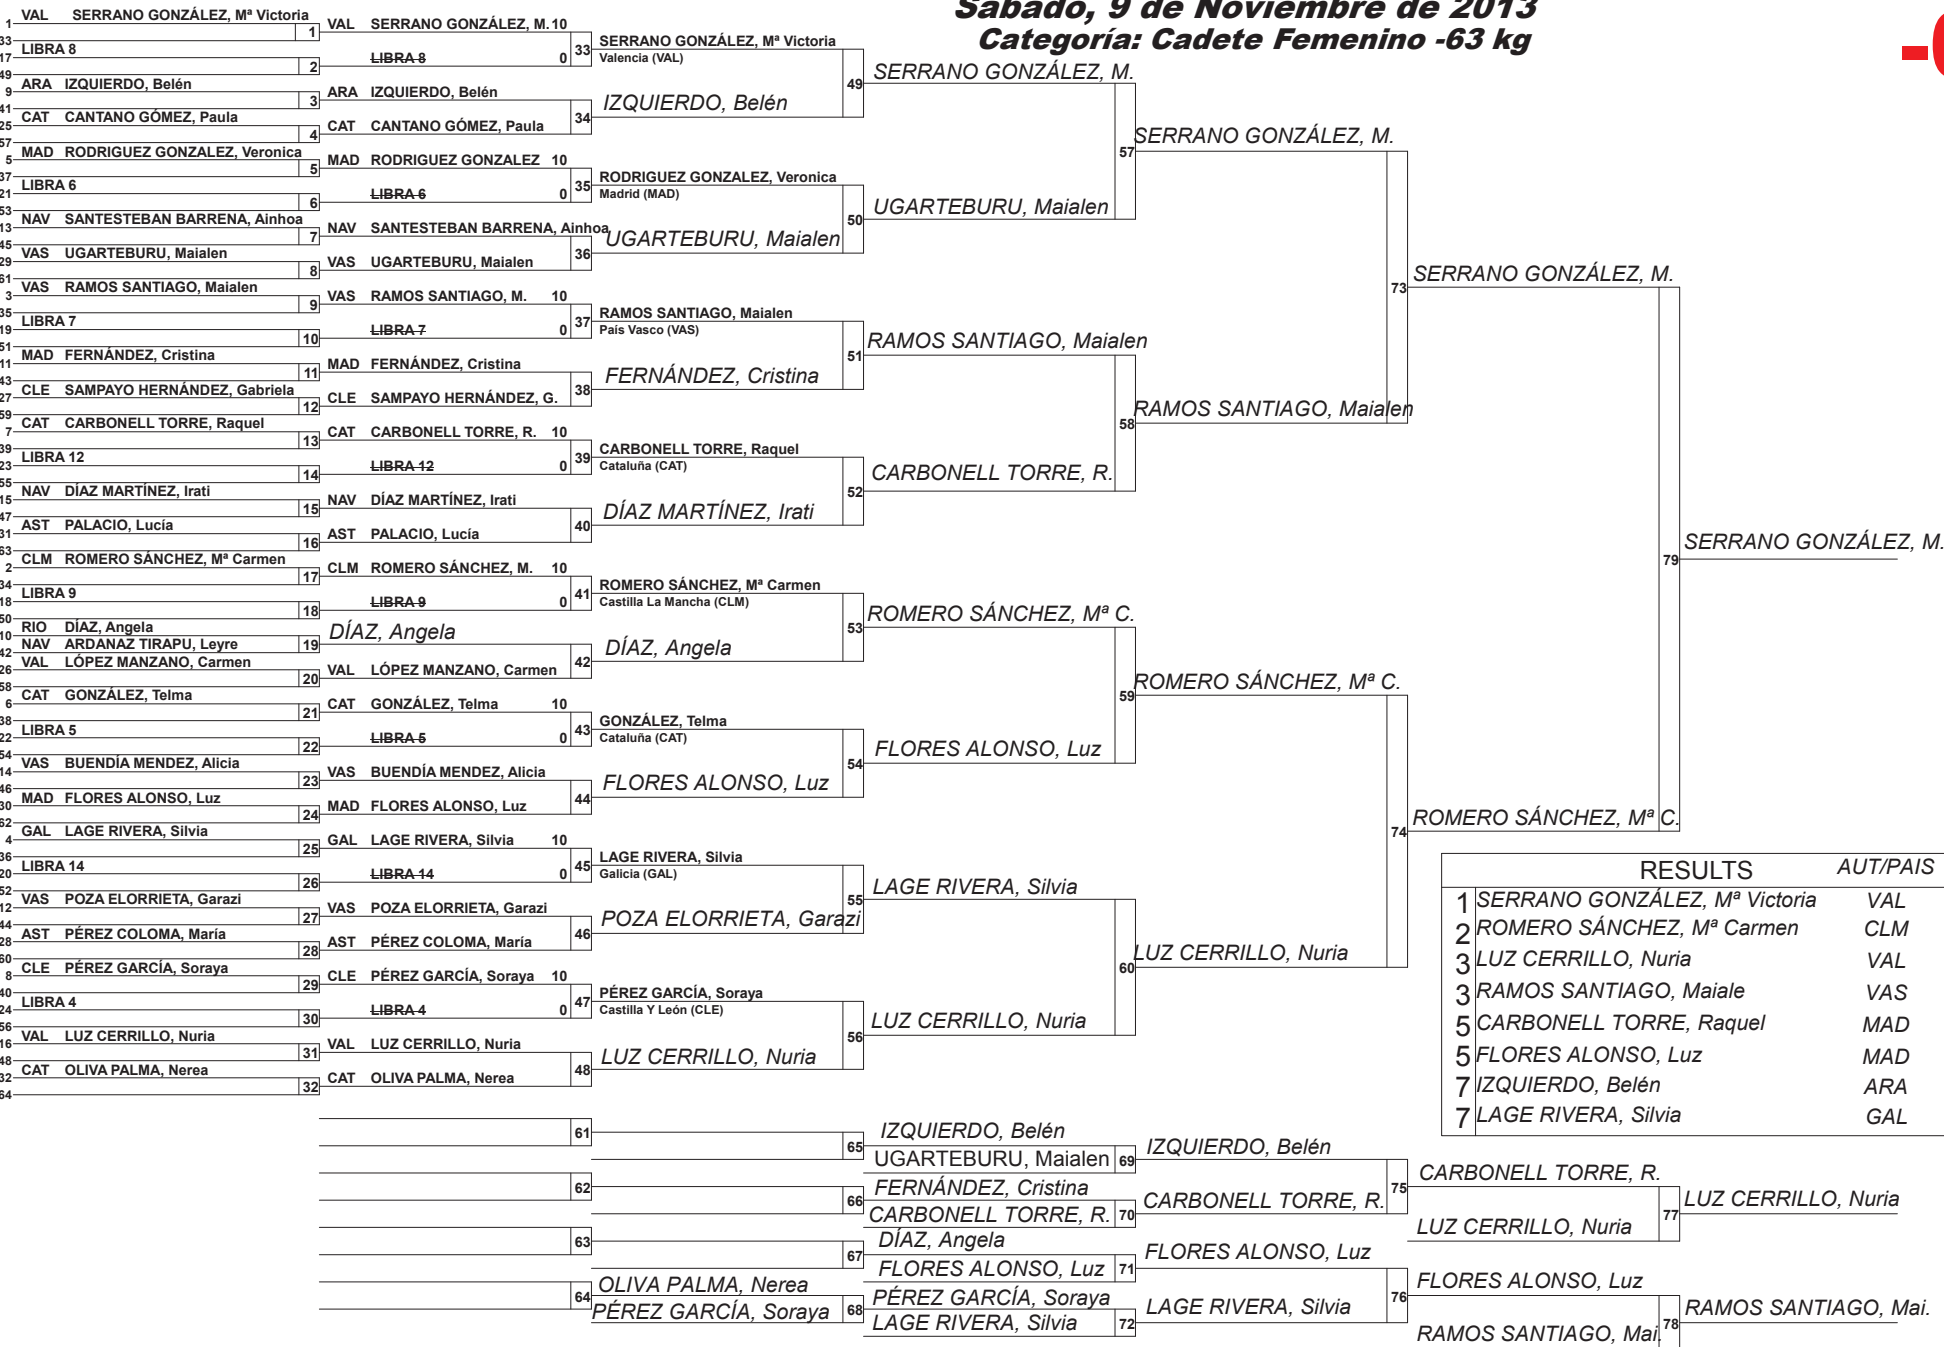 Sábado, 9 de Noviembre de 2013
Categoría: Cadete Femenino -63 kg
1 VAL SERRANO GONZÁLEZ, Mª Victoria
33 1
17 LIBRA 8
49 2
9 ARA IZQUIERDO, Belén
41 3
25 CAT CANTANO GÓMEZ, Paula
57 4
5 MAD RODRIGUEZ GONZALEZ, Veronica
37 5
21 LIBRA 6
53 6
13 NAV SANTESTEBAN BARRENA, Ainhoa
45 7
29 VAS UGARTEBURU, Maialen
61 8
3 VAS RAMOS SANTIAGO, Maialen
35 9
19 LIBRA 7
51 10
11 MAD FERNÁNDEZ, Cristina
43 11
27 CLE SAMPAYO HERNÁNDEZ, Gabriela
59 12
7 CAT CARBONELL TORRE, Raquel
39 13
23 LIBRA 12
55 14
15 NAV DÍAZ MARTÍNEZ, Irati
47 15
31 AST PALACIO, Lucía
63 16
2 CLM ROMERO SÁNCHEZ, Mª Carmen
34 17
18 LIBRA 9
50 18
10 RIO DÍAZ, Angela
42 NAV ARDANAZ TIRAPU, Leyre 19
26 VAL LÓPEZ MANZANO, Carmen
58 20
6 CAT GONZÁLEZ, Telma
38 21
22 LIBRA 5
54 22
14 VAS BUENDÍA MENDEZ, Alicia
46 23
30 MAD FLORES ALONSO, Luz
62 24
4 GAL LAGE RIVERA, Silvia
36 25
20 LIBRA 14
52 26
12 VAS POZA ELORRIETA, Garazi
44 27
28 AST PÉREZ COLOMA, María
60 28
8 CLE PÉREZ GARCÍA, Soraya
40 29
24 LIBRA 4
56 30
16 VAL LUZ CERRILLO, Nuria
48 31
32 CAT OLIVA PALMA, Nerea
64 32
VAL SERRANO GONZÁLEZ, M. 10
LIBRA 8 0 33
ARA IZQUIERDO, Belén
CAT CANTANO GÓMEZ, Paula 34
MAD RODRIGUEZ GONZALEZ 10
LIBRA 6 0 35
NAV SANTESTEBAN BARRENA, Ainhoa
VAS UGARTEBURU, Maialen 36
VAS RAMOS SANTIAGO, M. 10
LIBRA 7 0 37
MAD FERNÁNDEZ, Cristina
CLE SAMPAYO HERNÁNDEZ, G. 38
CAT CARBONELL TORRE, R. 10
LIBRA 12 0 39
NAV DÍAZ MARTÍNEZ, Irati
AST PALACIO, Lucía 40
CLM ROMERO SÁNCHEZ, M. 10
LIBRA 9 0 41
DÍAZ, Angela
VAL LÓPEZ MANZANO, Carmen 42
CAT GONZÁLEZ, Telma 10
LIBRA 5 0 43
VAS BUENDÍA MENDEZ, Alicia
MAD FLORES ALONSO, Luz 44
GAL LAGE RIVERA, Silvia 10
LIBRA 14 0 45
VAS POZA ELORRIETA, Garazi
AST PÉREZ COLOMA, María 46
CLE PÉREZ GARCÍA, Soraya 10
LIBRA 4 0 47
VAL LUZ CERRILLO, Nuria
CAT OLIVA PALMA, Nerea 48
SERRANO GONZÁLEZ, Mª Victoria
Valencia (VAL)
49
IZQUIERDO, Belén
RODRIGUEZ GONZALEZ, Veronica
Madrid (MAD)
50
UGARTEBURU, Maialen
RAMOS SANTIAGO, Maialen
País Vasco (VAS)
51
FERNÁNDEZ, Cristina
CARBONELL TORRE, Raquel
Cataluña (CAT)
52
DÍAZ MARTÍNEZ, Irati
ROMERO SÁNCHEZ, Mª Carmen
Castilla La Mancha (CLM)
53
DÍAZ, Angela
GONZÁLEZ, Telma
Cataluña (CAT)
54
FLORES ALONSO, Luz
LAGE RIVERA, Silvia
Galicia (GAL)
55
POZA ELORRIETA, Garazi
PÉREZ GARCÍA, Soraya
Castilla Y León (CLE)
56
LUZ CERRILLO, Nuria
SERRANO GONZÁLEZ, M.
57
UGARTEBURU, Maialen
RAMOS SANTIAGO, Maialen
58
CARBONELL TORRE, R.
ROMERO SÁNCHEZ, Mª C.
59
FLORES ALONSO, Luz
LAGE RIVERA, Silvia
60
LUZ CERRILLO, Nuria
SERRANO GONZÁLEZ, M.
73
RAMOS SANTIAGO, Maialen
ROMERO SÁNCHEZ, Mª C.
74
LUZ CERRILLO, Nuria
SERRANO GONZÁLEZ, M.
79
ROMERO SÁNCHEZ, Mª C.
SERRANO GONZÁLEZ, M.
RESULTS AUT/PAIS
1 SERRANO GONZÁLEZ, Mª Victoria VAL
2 ROMERO SÁNCHEZ, Mª Carmen CLM
3 LUZ CERRILLO, Nuria VAL
3 RAMOS SANTIAGO, Maiale VAS
5 CARBONELL TORRE, Raquel MAD
5 FLORES ALONSO, Luz MAD
7 IZQUIERDO, Belén ARA
7 LAGE RIVERA, Silvia GAL
61
62
63
64
OLIVA PALMA, Nerea
PÉREZ GARCÍA, Soraya
65
66
67
68
IZQUIERDO, Belén
UGARTEBURU, Maialen 69
FERNÁNDEZ, Cristina
CARBONELL TORRE, R. 70
DÍAZ, Angela
FLORES ALONSO, Luz 71
PÉREZ GARCÍA, Soraya
LAGE RIVERA, Silvia 72
IZQUIERDO, Belén
CARBONELL TORRE, R. 75
FLORES ALONSO, Luz
LAGE RIVERA, Silvia 76
CARBONELL TORRE, R.
LUZ CERRILLO, Nuria 77
FLORES ALONSO, Luz
RAMOS SANTIAGO, Mai. 78
LUZ CERRILLO, Nuria
RAMOS SANTIAGO, Mai.